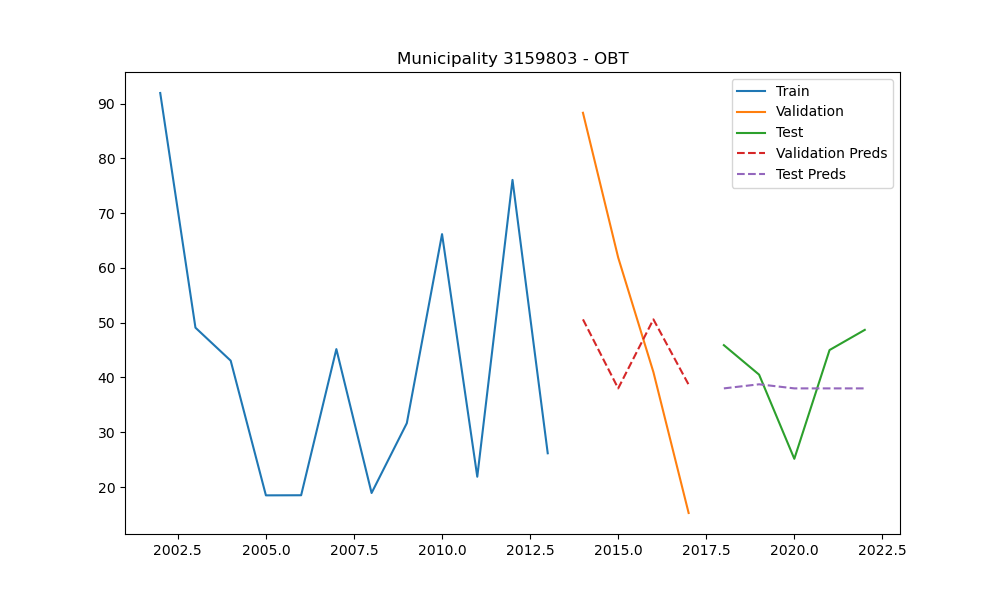 Municipality 3159803 - OBT
Train
Validation
Test
Validation Preds
Test Preds
90
80
70
60
50
40
30
20
2002.5 2005.0 2007.5 2010.0 2012.5 2015.0 2017.5 2020.0 2022.5